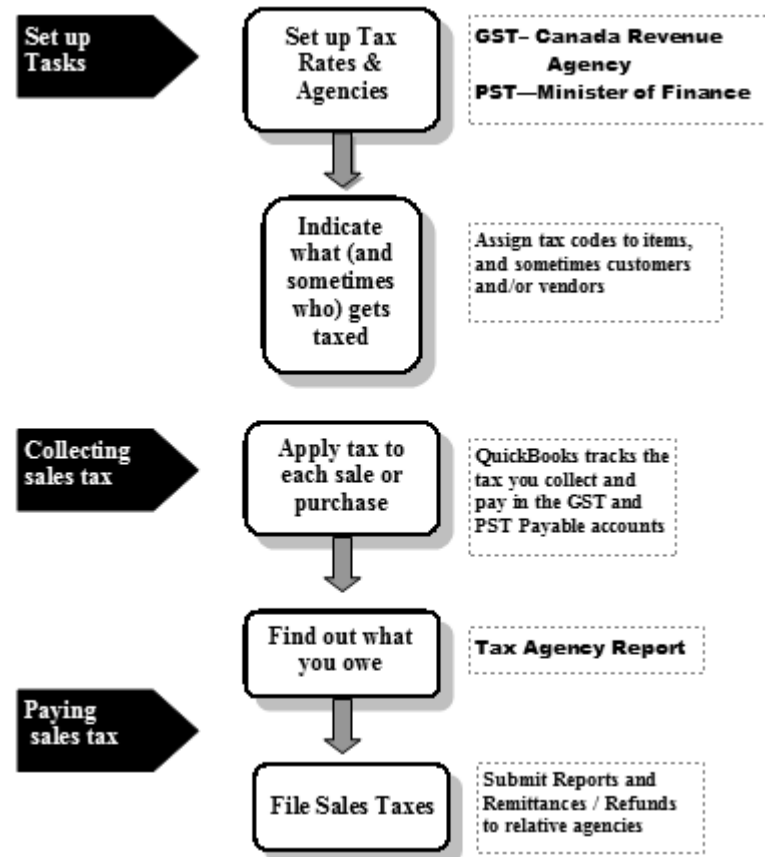 Set up
Tasks
Set up Tax
Rates &
Agencies
GST– Canada Revenue
Agency
PST—Minister of Finance
Indicate
what (and
sometimes
who) gets
taxed
Assign tax codes to items,
and sometimes customers
and/or vendors
Collecting
sales tax
Apply tax to
each sale or
purchase
QuickBooks tracks the
tax you collect and
pay in the GST and
PST Payable accounts
Find out what
you owe
Tax Agency Report
Paying
sales tax
File Sales Taxes
Submit Reports and
Remittances / Refunds
to relative agencies